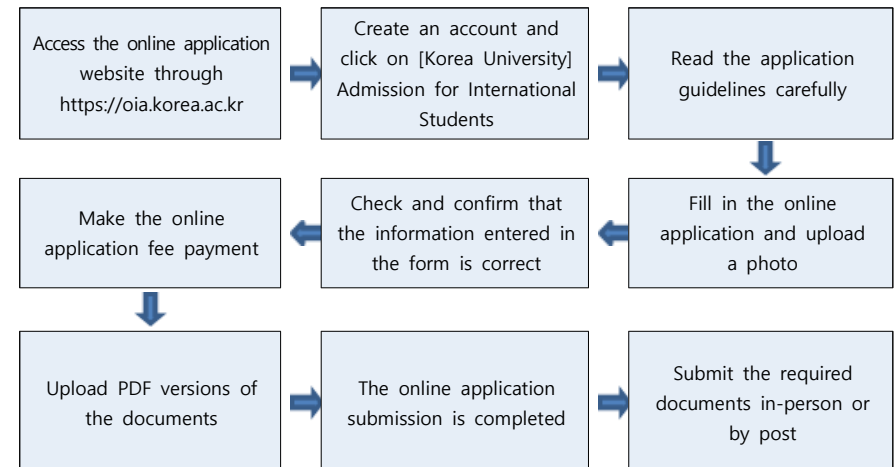 Access the online application
website through
https://oia.korea.ac.kr
Create an account and
click on [Korea University]
Admission for International
Students
Read the application
guidelines carefully
Fill in the online
application and upload
a photo
Check and confirm that
the information entered in
the form is correct
Make the online
application fee payment
Upload PDF versions of
the documents
The online application
submission is completed
Submit the required
documents in-person or
by post